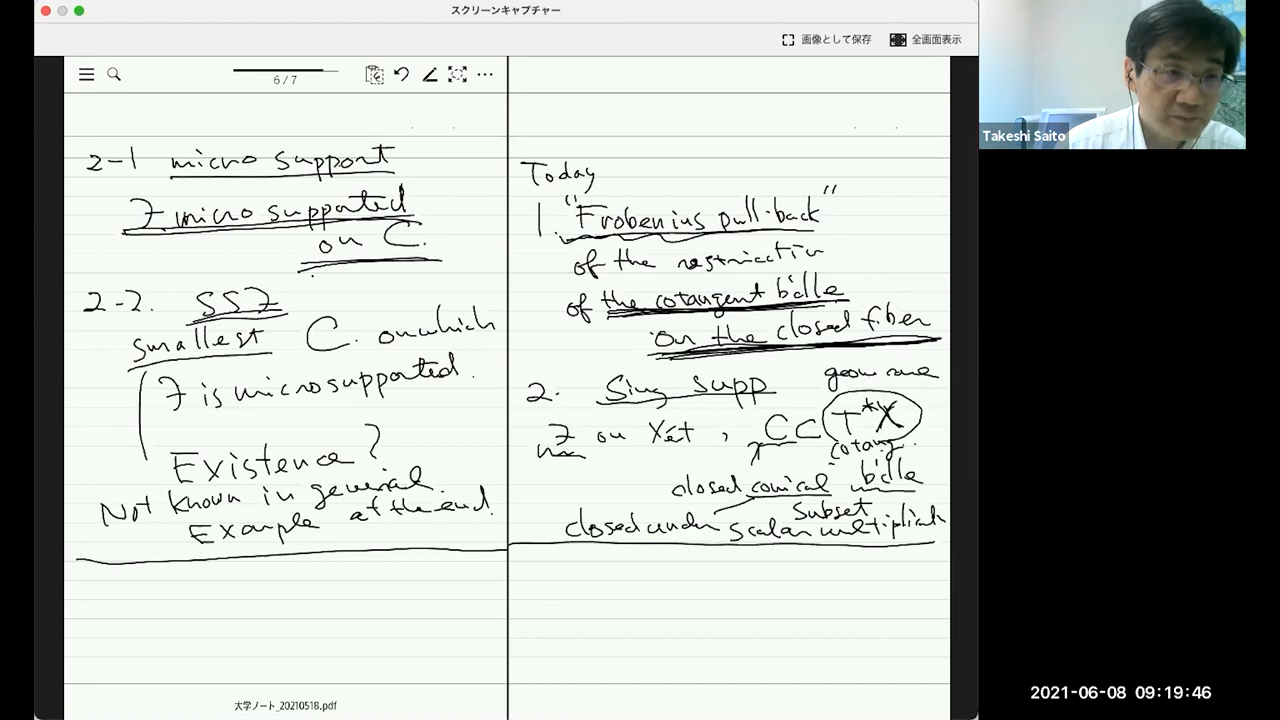 スクリーンキャプチャー
画像として保存
全画面表示
6/7
2-1 micro support
F micro supported
on C.
2-2. SSF
smallest C. on which
F is micro supported.
Existence?
Not known in general.
Example at the end.
大学ノート_20210518.pdf
Today
1. "Frobenius pull-back"
of the restriction
of the cotangent b'dle
on the closed fiber
2. Sing supp
geom case
F on Xét, C ⊂ T*X
cotang.
closed conical b'dle
subset
closed under scalar multiplicati
Takeshi Saito
2021-06-08 09:19:46